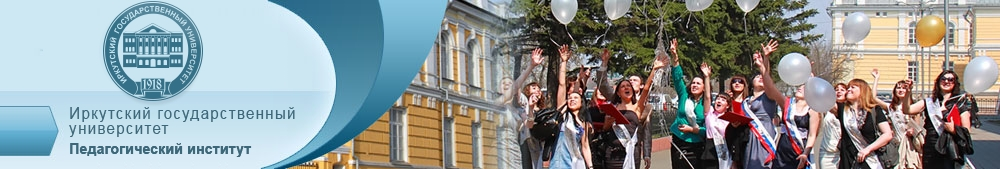 ИРКУТСКИЙ ГОСУДАРСТВЕННЫЙ УНИВЕРСИТЕТ
1918
Иркутский государственный
университет
Педагогический институт